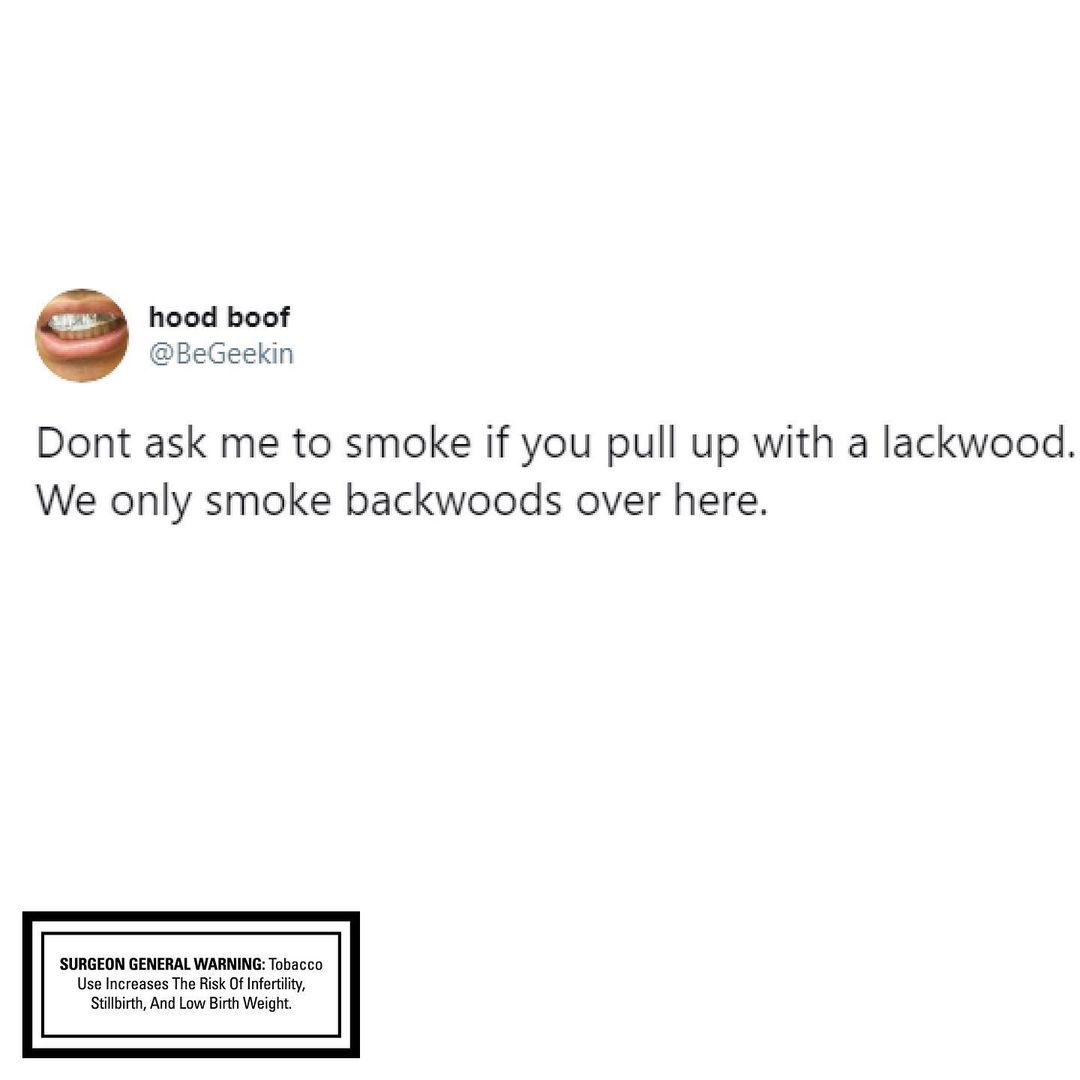 hood boof
@BeGeekin
Dont ask me to smoke if you pull up with a lackwood.
We only smoke backwoods over here.
SURGEON GENERAL WARNING: Tobacco
Use Increases The Risk Of Infertility,
Stillbirth, And Low Birth Weight.